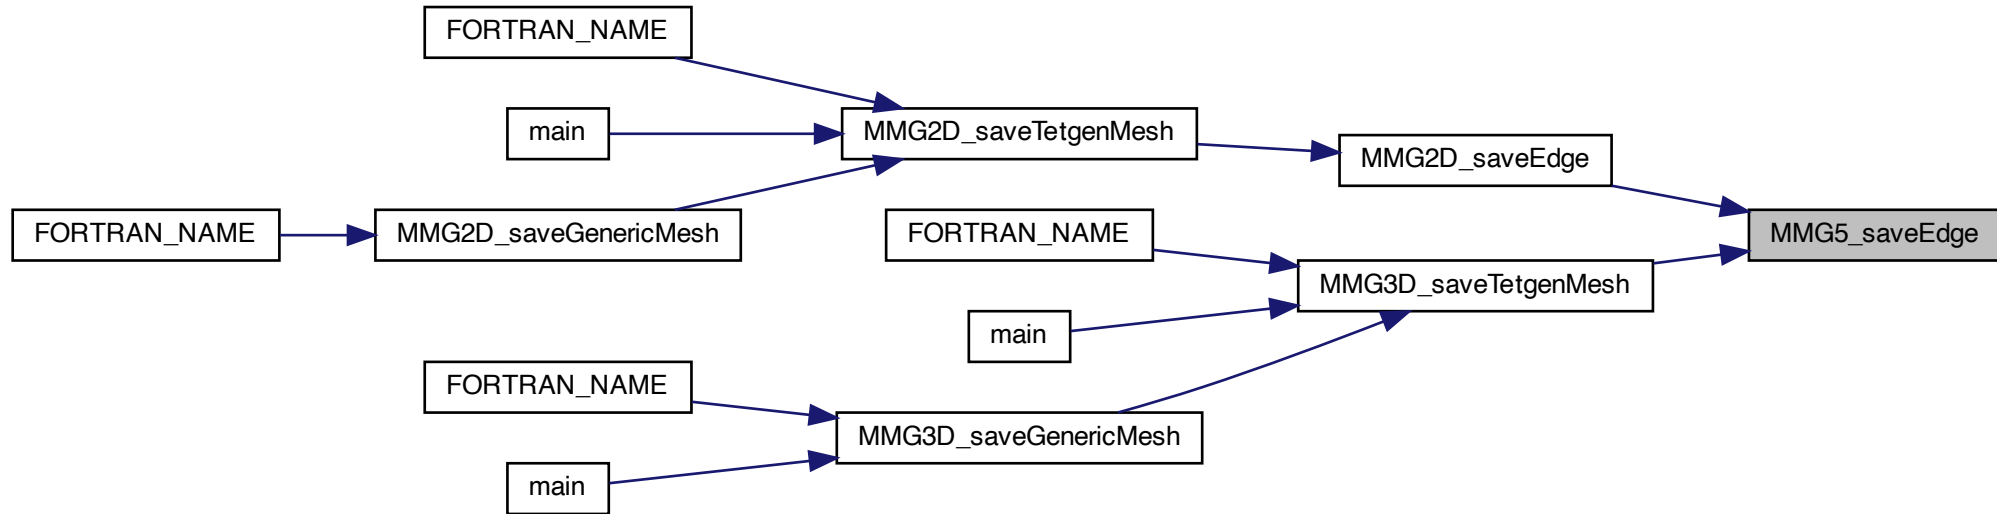 FORTRAN_NAME
main
MMG2D_saveTetgenMesh
MMG2D_saveEdge
FORTRAN_NAME
MMG2D_saveGenericMesh
FORTRAN_NAME
MMG5_saveEdge
MMG3D_saveTetgenMesh
main
FORTRAN_NAME
MMG3D_saveGenericMesh
main